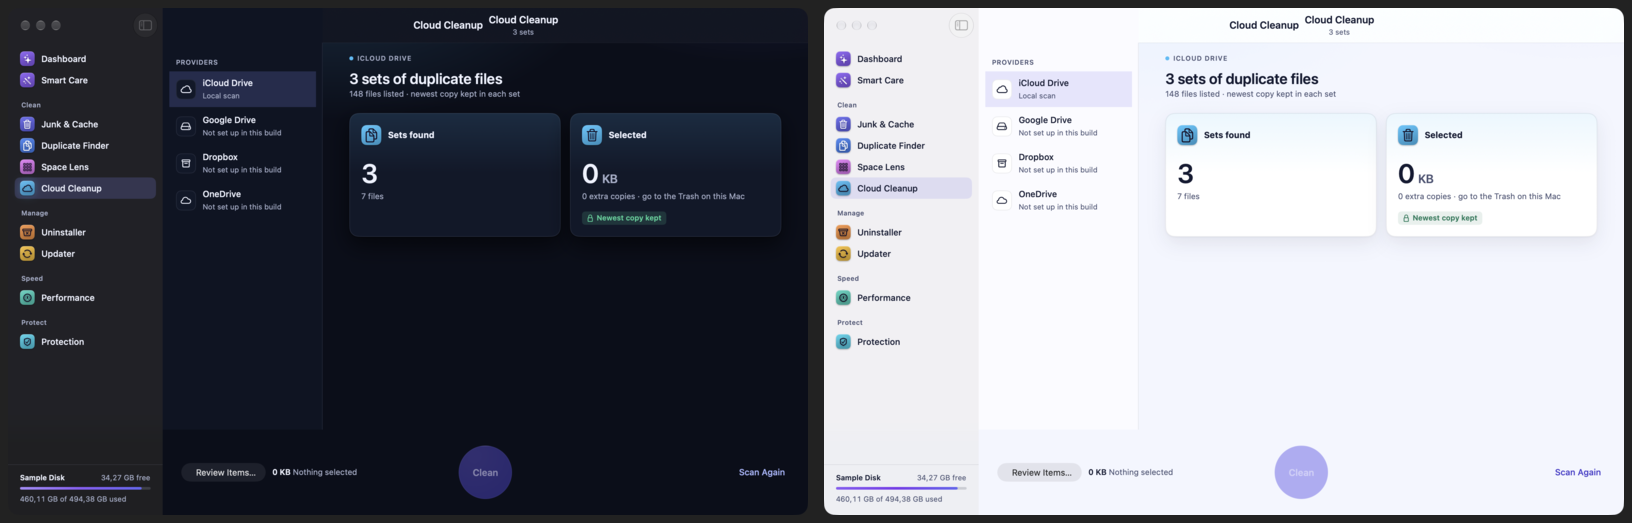 Cloud Cleanup
Cloud Cleanup
3 sets
Dashboard
Smart Care
Clean
Junk & Cache
Duplicate Finder
Space Lens
Cloud Cleanup
Manage
Uninstaller
Updater
Speed
Performance
Protect
Protection
Sample Disk 34,27 GB free
460,11 GB of 494,38 GB used
PROVIDERS
iCloud Drive
Local scan
Google Drive
Not set up in this build
Dropbox
Not set up in this build
OneDrive
Not set up in this build
ICLOUD DRIVE
3 sets of duplicate files
148 files listed · newest copy kept in each set
Sets found
3
7 files
Selected
0 KB
0 extra copies · go to the Trash on this Mac
Newest copy kept
Review Items...
0 KB Nothing selected
Clean
Scan Again
Cloud Cleanup
Cloud Cleanup
3 sets
Dashboard
Smart Care
Clean
Junk & Cache
Duplicate Finder
Space Lens
Cloud Cleanup
Manage
Uninstaller
Updater
Speed
Performance
Protect
Protection
Sample Disk 34,27 GB free
460,11 GB of 494,38 GB used
PROVIDERS
iCloud Drive
Local scan
Google Drive
Not set up in this build
Dropbox
Not set up in this build
OneDrive
Not set up in this build
ICLOUD DRIVE
3 sets of duplicate files
148 files listed · newest copy kept in each set
Sets found
3
7 files
Selected
0 KB
0 extra copies · go to the Trash on this Mac
Newest copy kept
Review Items...
0 KB Nothing selected
Clean
Scan Again